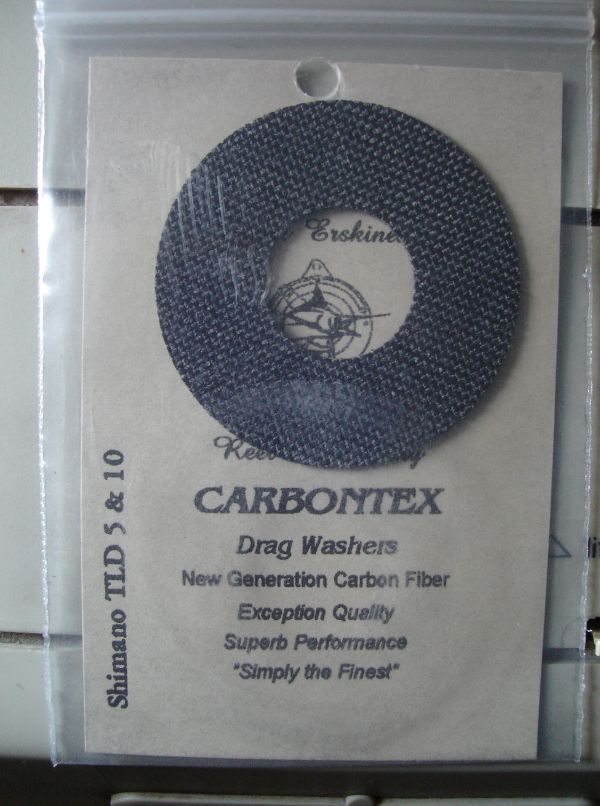 Erskine
CARBONTEX
Drag Washers
New Generation Carbon Fiber
Exception Quality
Superb Performance
"Simply the Finest"
Shimano TLD 5 & 10